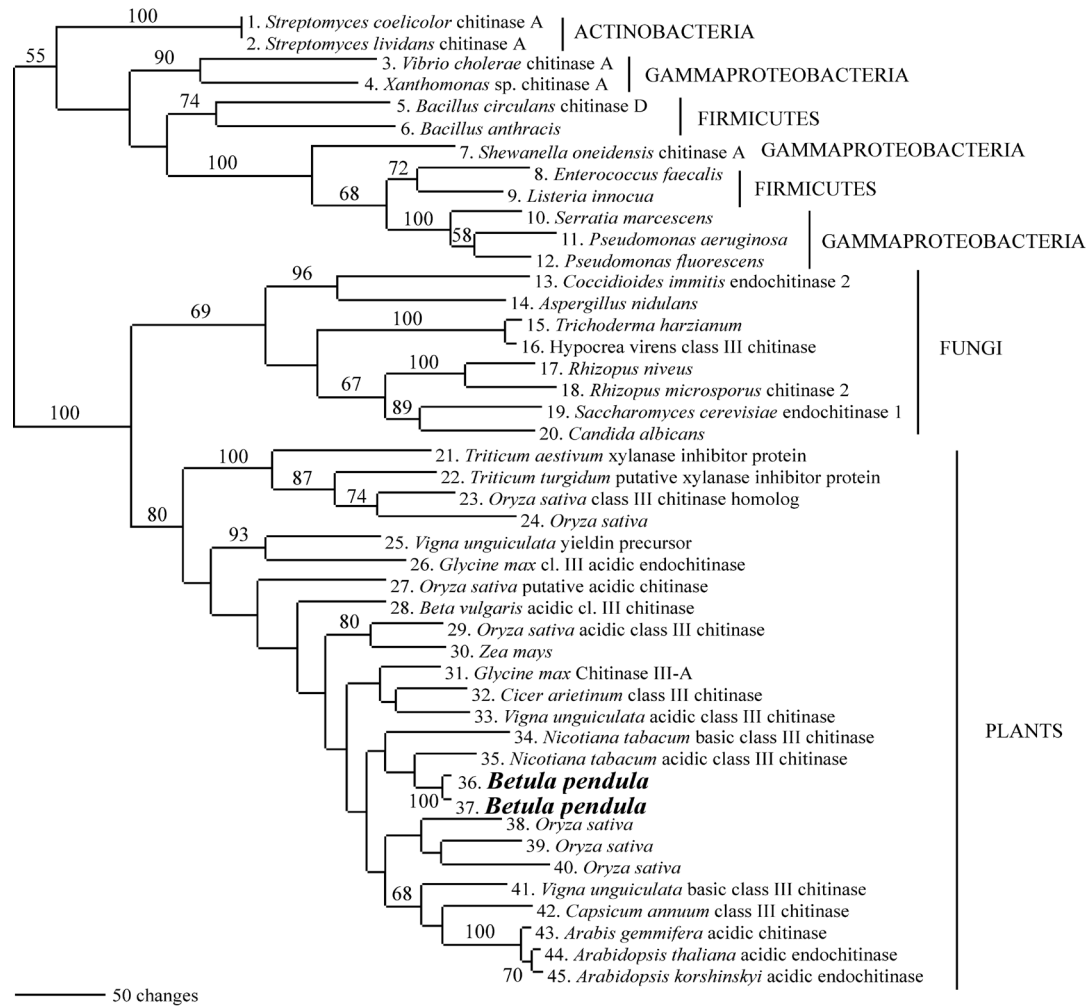 100
1. Streptomyces coelicolor chitinase A
2. Streptomyces lividans chitinase A
ACTINOBACTERIA
55
90
3. Vibrio cholerae chitinase A
4. Xanthomonas sp. chitinase A
GAMMAPROTEOBACTERIA
74
5. Bacillus circulans chitinase D
6. Bacillus anthracis
FIRMICUTES
100
7. Shewanella oneidensis chitinase A
GAMMAPROTEOBACTERIA
72
8. Enterococcus faecalis
9. Listeria innocua
FIRMICUTES
68
100
10. Serratia marcescens
58
11. Pseudomonas aeruginosa
12. Pseudomonas fluorescens
GAMMAPROTEOBACTERIA
96
13. Coccidioides immitis endochitinase 2
14. Aspergillus nidulans
69
100
15. Trichoderma harzianum
16. Hypocrea virens class III chitinase
FUNGI
100
17. Rhizopus niveus
67
18. Rhizopus microsporus chitinase 2
89
19. Saccharomyces cerevisiae endochitinase 1
100
20. Candida albicans
100
21. Triticum aestivum xylanase inhibitor protein
87
22. Triticum turgidum putative xylanase inhibitor protein
74
23. Oryza sativa class III chitinase homolog
80
24. Oryza sativa
93
25. Vigna unguiculata yieldin precursor
26. Glycine max cl. III acidic endochitinase
27. Oryza sativa putative acidic chitinase
28. Beta vulgaris acidic cl. III chitinase
80
29. Oryza sativa acidic class III chitinase
30. Zea mays
31. Glycine max Chitinase III-A
32. Cicer arietinum class III chitinase
33. Vigna unguiculata acidic class III chitinase
PLANTS
34. Nicotiana tabacum basic class III chitinase
35. Nicotiana tabacum acidic class III chitinase
36. Betula pendula
100
37. Betula pendula
38. Oryza sativa
39. Oryza sativa
40. Oryza sativa
68
41. Vigna unguiculata basic class III chitinase
42. Capsicum annuum class III chitinase
100
43. Arabis gemmifera acidic chitinase
44. Arabidopsis thaliana acidic endochitinase
70
45. Arabidopsis korshinskyi acidic endochitinase
50 changes